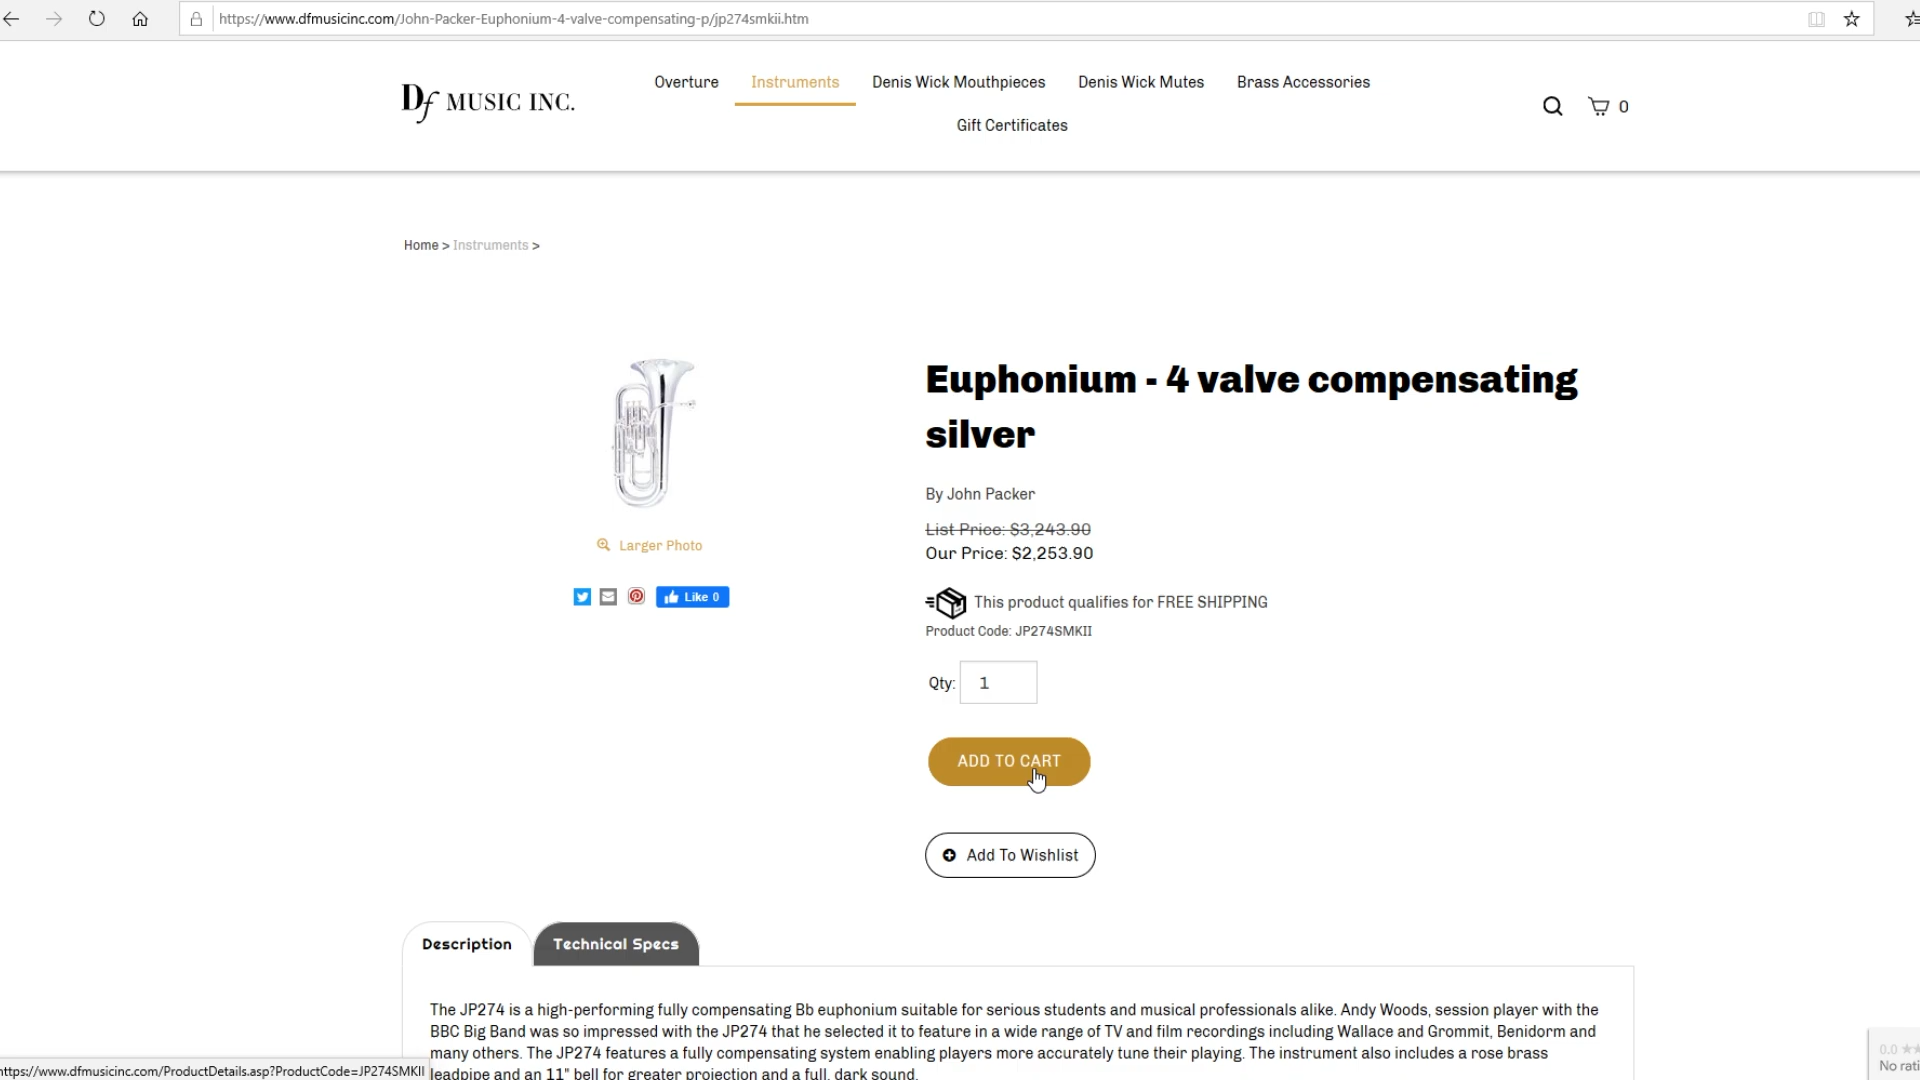 https://www.dfmusicinc.com/John-Packer-Euphonium-4-valve-compensating-p/jp274smkii.htm
Df MUSIC INC.
Overture Instruments Denis Wick Mouthpieces Denis Wick Mutes Brass Accessories
Gift Certificates
0
Home > Instruments >
Euphonium - 4 valve compensating
silver
By John Packer
List Price: $3,243.90
Our Price: $2,253.90
Larger Photo
Like 0
This product qualifies for FREE SHIPPING
Product Code: JP274SMKII
Qty: 1
ADD TO CART
Add To Wishlist
Description Technical Specs
The JP274 is a high-performing fully compensating Bb euphonium suitable for serious students and musical professionals alike. Andy Woods, session player with the
BBC Big Band was so impressed with the JP274 that he selected it to feature in a wide range of TV and film recordings including Wallace and Grommit, Benidorm and
many others. The JP274 features a fully compensating system enabling players more accurately tune their playing. The instrument also includes a rose brass
leadpipe and an 11" bell for greater projection and a full, dark sound.
0.0
No rati
https://www.dfmusicinc.com/ProductDetails.asp?ProductCode=JP274SMKII